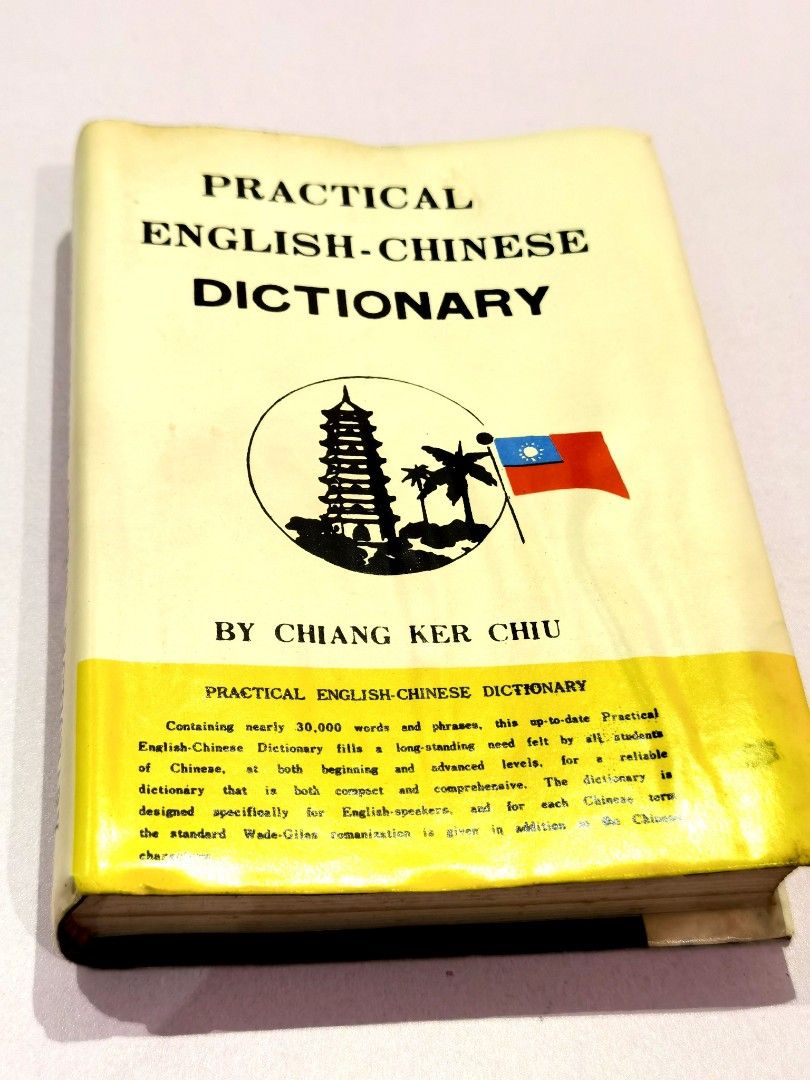 PRACTICAL
ENGLISH-CHINESE
DICTIONARY
BY CHIANG KER CHIU
PRACTICAL ENGLISH-CHINESE DICTIONARY
Containing nearly 30,000 words and phrases, this up-to-date Practical
English-Chinese Dictionary fills a long-standing need felt by all students
of Chinese, at both beginning and advanced levels, for a reliable
dictionary that is both compact and comprehensive. The dictionary is
designed specifically for English-speakers, and for each Chinese term
the standard Wade-Giles romanization is given in addition to the Chinese
characters.